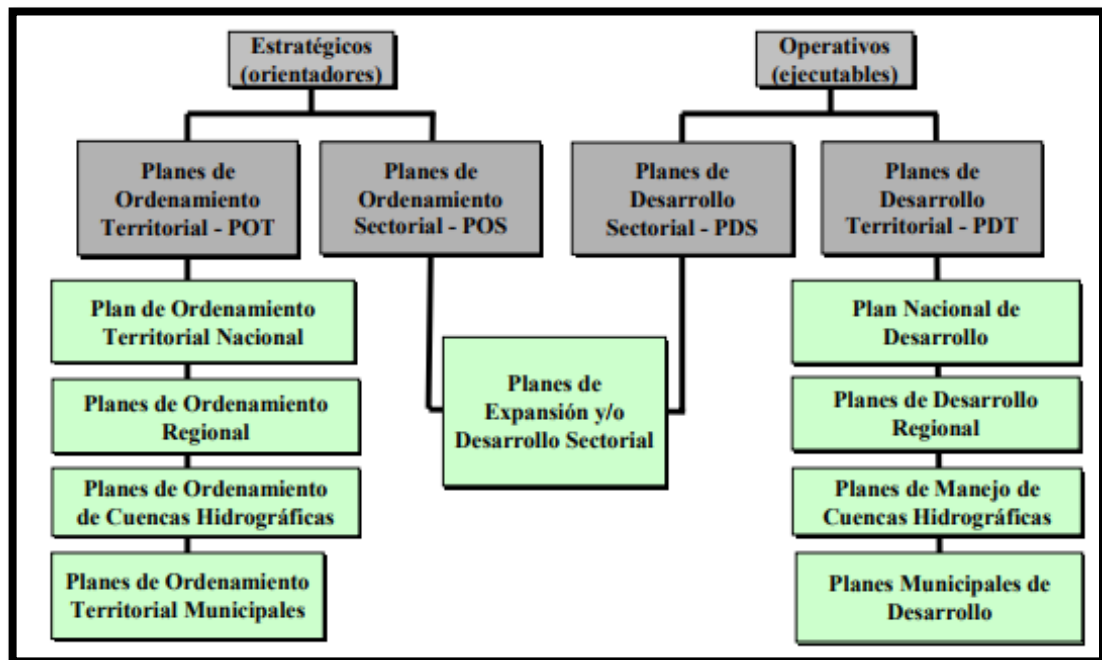 Estratégicos
(orientadores)
Operativos
(ejecutables)
Planes de
Ordenamiento
Territorial - POT
Planes de
Ordenamiento
Sectorial - POS
Planes de
Desarrollo
Sectorial - PDS
Planes de
Desarrollo
Territorial - PDT
Plan de Ordenamiento
Territorial Nacional
Planes de Ordenamiento
Regional
Planes de Ordenamiento
de Cuencas Hidrográficas
Planes de Ordenamiento
Territorial Municipales
Planes de
Expansión y/o
Desarrollo Sectorial
Plan Nacional de
Desarrollo
Planes de Desarrollo
Regional
Planes de Manejo de
Cuencas Hidrográficas
Planes Municipales de
Desarrollo